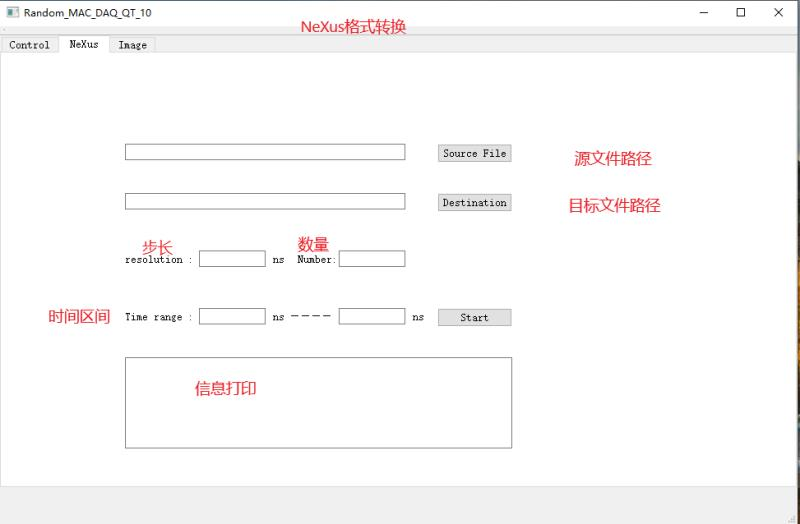 Random_MAC_DAQ_QT_10
NeXus格式转换
Control NeXus Image
Source File 源文件路径
Destination 目标文件路径
步长 数量
resolution : ns Number:
时间区间 Time range : ns ---- ns Start
信息打印